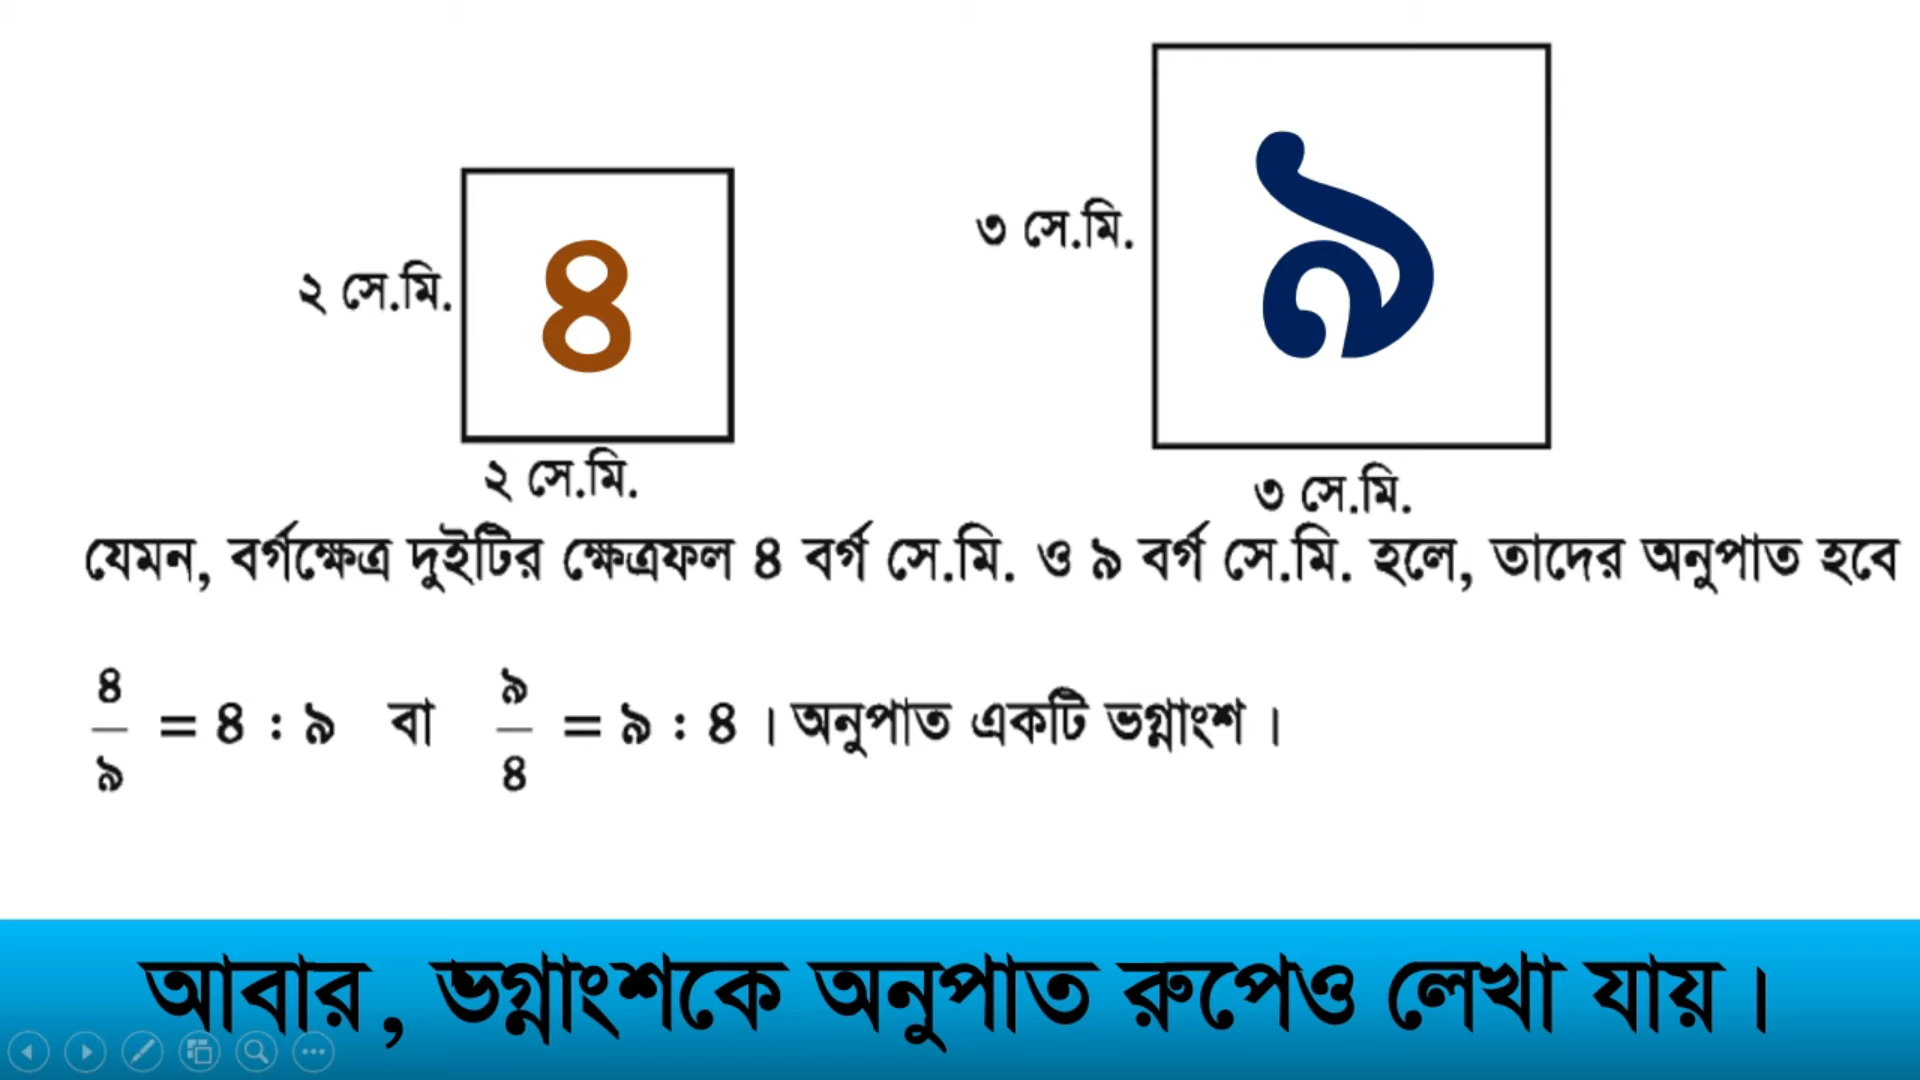 ৪
৯
২ সে.মি.
৩ সে.মি.
২ সে.মি.
৩ সে.মি.
যেমন, বর্গক্ষেত্র দুইটির ক্ষেত্রফল ৪ বর্গ সে.মি. ও ৯ বর্গ সে.মি. হলে, তাদের অনুপাত হবে
৪/৯ = ৪ : ৯ বা ৯/৪ = ৯ : ৪ । অনুপাত একটি ভগ্নাংশ ।
আবার, ভগ্নাংশকে অনুপাত রুপেও লেখা যায় ।